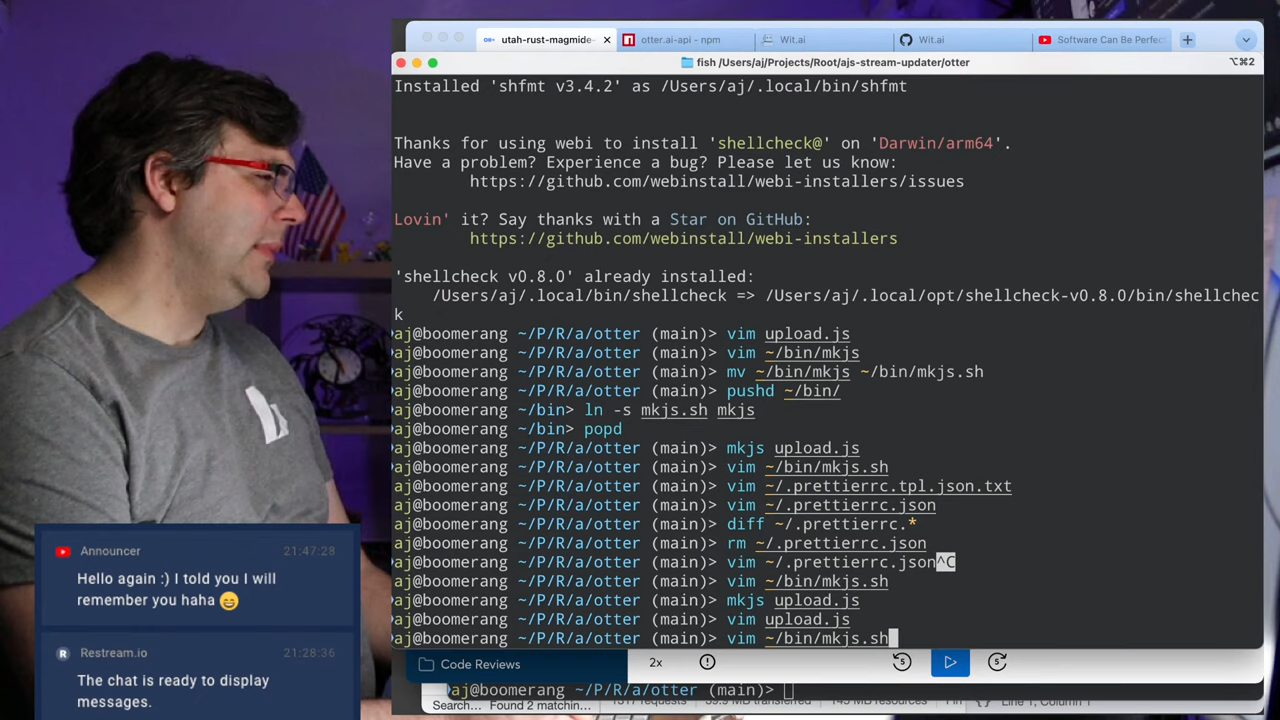 utah-rust-magmide-
otter.ai-api - npm
Wit.ai
Wit.ai
Software Can Be Perfec
fish /Users/aj/Projects/Root/ajs-stream-updater/otter
⌥⌘2
Installed 'shfmt v3.4.2' as /Users/aj/.local/bin/shfmt
Thanks for using webi to install 'shellcheck@' on 'Darwin/arm64'.
Have a problem? Experience a bug? Please let us know:
https://github.com/webinstall/webi-installers/issues
Lovin' it? Say thanks with a Star on GitHub:
https://github.com/webinstall/webi-installers
'shellcheck v0.8.0' already installed:
/Users/aj/.local/bin/shellcheck => /Users/aj/.local/opt/shellcheck-v0.8.0/bin/shellchec
k
aj@boomerang ~/P/R/a/otter (main)> vim upload.js
aj@boomerang ~/P/R/a/otter (main)> vim ~/bin/mkjs
aj@boomerang ~/P/R/a/otter (main)> mv ~/bin/mkjs ~/bin/mkjs.sh
aj@boomerang ~/P/R/a/otter (main)> pushd ~/bin/
aj@boomerang ~/bin> ln -s mkjs.sh mkjs
aj@boomerang ~/bin> popd
aj@boomerang ~/P/R/a/otter (main)> mkjs upload.js
aj@boomerang ~/P/R/a/otter (main)> vim ~/bin/mkjs.sh
aj@boomerang ~/P/R/a/otter (main)> vim ~/.prettierrc.tpl.json.txt
aj@boomerang ~/P/R/a/otter (main)> vim ~/.prettierrc.json
aj@boomerang ~/P/R/a/otter (main)> diff ~/.prettierrc.*
aj@boomerang ~/P/R/a/otter (main)> rm ~/.prettierrc.json
aj@boomerang ~/P/R/a/otter (main)> vim ~/.prettierrc.json^C
aj@boomerang ~/P/R/a/otter (main)> vim ~/bin/mkjs.sh
aj@boomerang ~/P/R/a/otter (main)> mkjs upload.js
aj@boomerang ~/P/R/a/otter (main)> vim upload.js
aj@boomerang ~/P/R/a/otter (main)> vim ~/bin/mkjs.sh
Code Reviews
2x
5
5
aj@boomerang ~/P/R/a/otter (main)>
Search... Found 2 matchin...
Line 1, Column 1
Announcer
21:47:28
Hello again :) I told you I will
remember you haha 😄
R
Restream.io
21:28:36
The chat is ready to display
messages.